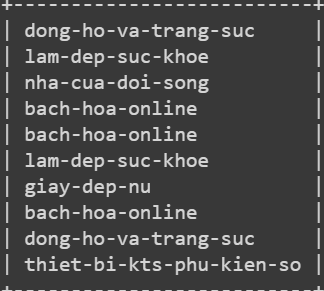 dong-ho-va-trang-suc
lam-dep-suc-khoe
nha-cua-doi-song
bach-hoa-online
bach-hoa-online
lam-dep-suc-khoe
giay-dep-nu
bach-hoa-online
dong-ho-va-trang-suc
thiet-bi-kts-phu-kien-so